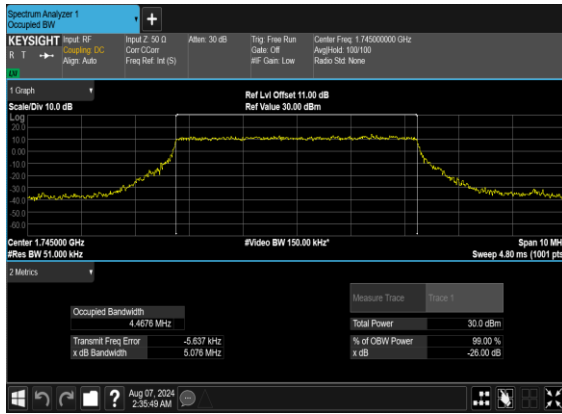 Spectrum Analyzer 1
Occupied BW
KEYSIGHT Input: RF Input Z: 50 Ω Atten: 30 dB Trig: Free Run Center Freq: 1.745000000 GHz
R T Coupling: DC Corr CCorr Gate: Off Avg|Hold: 100/100
Align: Auto Freq Ref: Int (S) #IF Gain: Low Radio Std: None
1 Graph
Ref Lvl Offset 11.00 dB
Scale/Div 10.0 dB Ref Value 30.00 dBm
Log
20.0
10.0
0.00
-10.0
-20.0
-30.0
-40.0
-50.0
-60.0
Center 1.745000 GHz #Video BW 150.00 kHz* Span 10 MH
#Res BW 51.000 kHz Sweep 4.80 ms (1001 pts
2 Metrics
Measure Trace Trace 1
Occupied Bandwidth
4.4676 MHz Total Power 30.0 dBm
Transmit Freq Error -5.637 kHz % of OBW Power 99.00 %
x dB Bandwidth 5.076 MHz x dB -26.00 dB
? Aug 07, 2024
2:35:49 AM